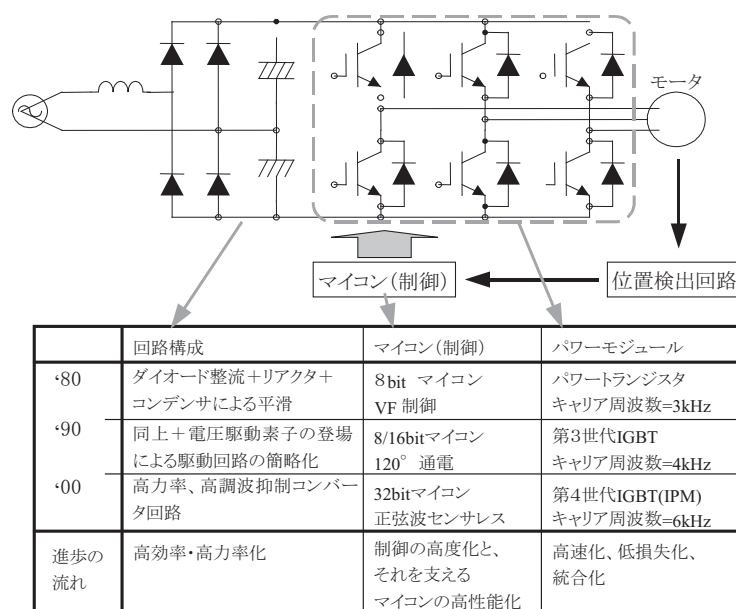 モータ
マイコン（制御）
位置検出回路
回路構成
マイコン（制御）
パワーモジュール
‘80
ダイオード整流＋リアクタ＋
コンデンサによる平滑
8bit マイコン
VF 制御
パワートランジスタ
キャリア周波数=3kHz
‘90
同上＋電圧駆動素子の登場
による駆動回路の簡略化
8/16bitマイコン
120°通電
第３世代IGBT
キャリア周波数=4kHz
‘00
高力率、高調波抑制コンバー
タ回路
32bitマイコン
正弦波センサレス
第４世代IGBT(IPM)
キャリア周波数=6kHz
進歩の
流れ
高効率・高力率化
制御の高度化と、
それを支える
マイコンの高性能化
高速化、低損失化、
統合化